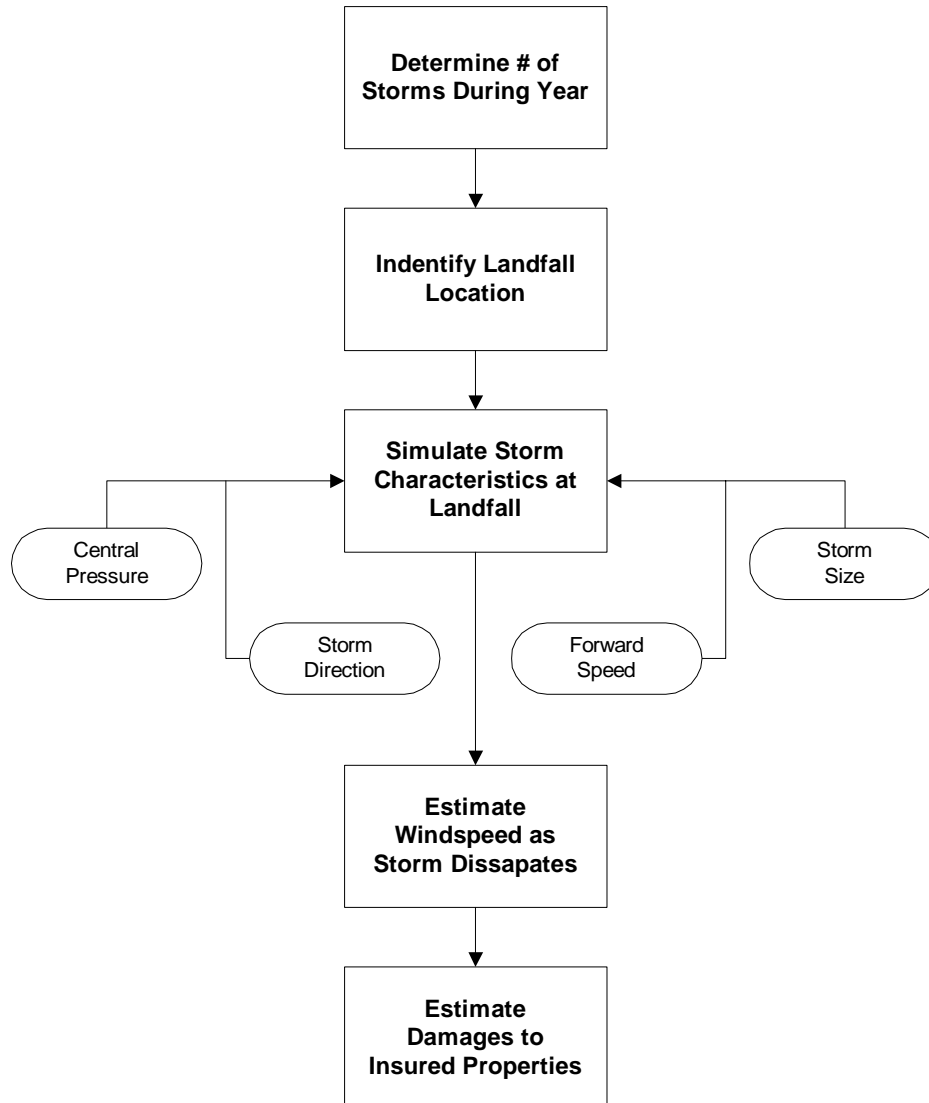 Determine # of
Storms During Year
Indentify Landfall
Location
Simulate Storm
Characteristics at
Landfall
Central
Pressure
Storm
Size
Storm
Direction
Forward
Speed
Estimate
Windspeed as
Storm Dissapates
Estimate
Damages to
Insured Properties